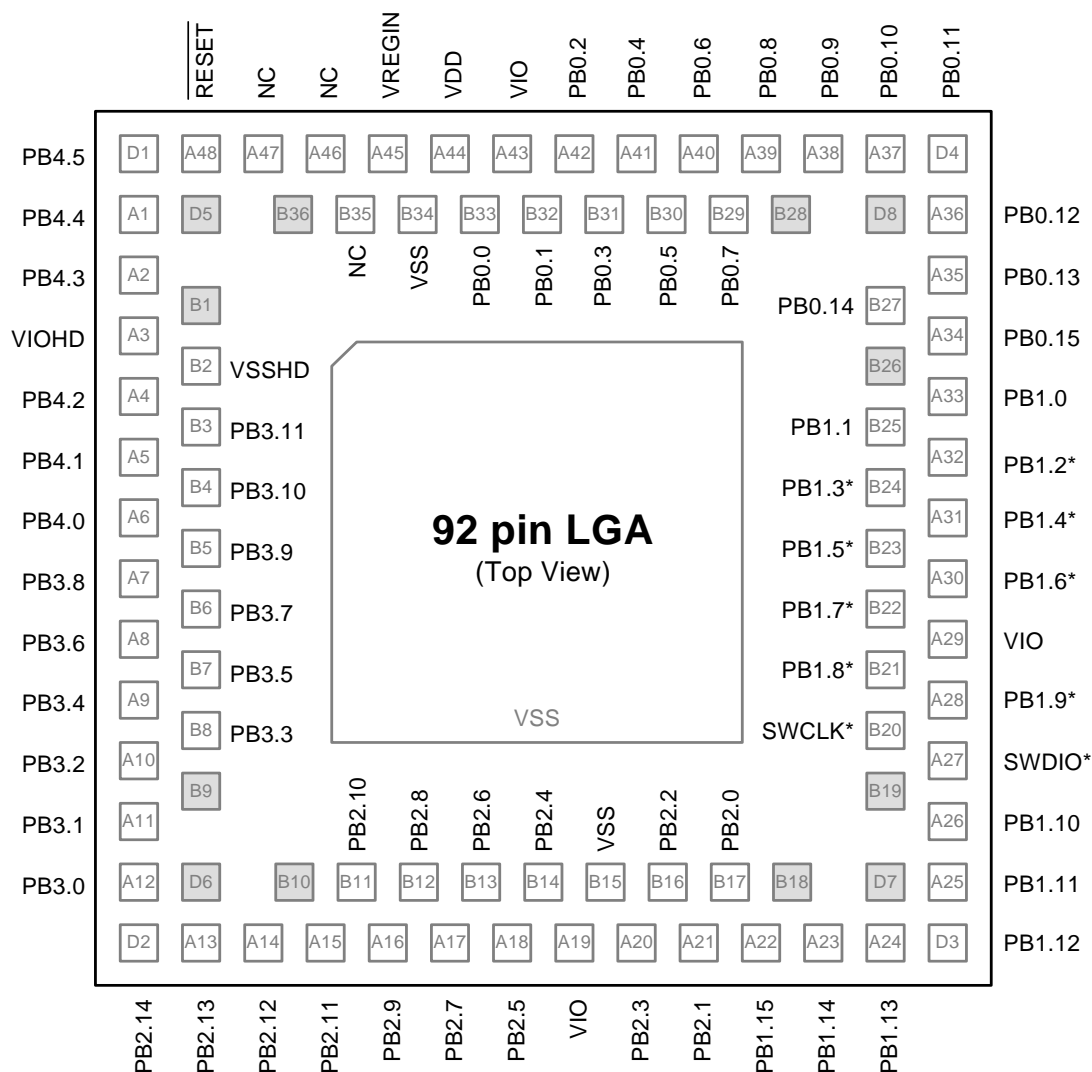 RESET NC NC VREGIN VDD VIO PB0.2 PB0.4 PB0.6 PB0.8 PB0.9 PB0.10 PB0.11
PB4.5 D1 A48 A47 A46 A45 A44 A43 A42 A41 A40 A39 A38 A37 D4
PB4.4 A1 D5 B36 B35 B34 B33 B32 B31 B30 B29 B28 D8 A36 PB0.12
NC VSS PB0.0 PB0.1 PB0.3 PB0.5 PB0.7
PB4.3 A2 A35 PB0.13
B1 PB0.14 B27
VIOHD A3 A34 PB0.15
B2 VSSHD B26
PB4.2 A4 A33 PB1.0
B3 PB3.11 PB1.1 B25
PB4.1 A5 A32 PB1.2*
B4 PB3.10 PB1.3* B24
PB4.0 A6 A31 PB1.4*
92 pin LGA
B5 PB3.9 PB1.5* B23
(Top View)
PB3.8 A7 A30 PB1.6*
B6 PB3.7 PB1.7* B22
PB3.6 A8 A29 VIO
B7 PB3.5 PB1.8* B21
PB3.4 A9 A28 PB1.9*
VSS
B8 PB3.3 SWCLK* B20
PB3.2 A10 A27 SWDIO*
B9 B19
PB3.1 A11 A26 PB1.10
PB2.10 PB2.8 PB2.6 PB2.4 VSS PB2.2 PB2.0
PB3.0 A12 D6 B10 B11 B12 B13 B14 B15 B16 B17 B18 D7 A25 PB1.11
D2 A13 A14 A15 A16 A17 A18 A19 A20 A21 A22 A23 A24 D3 PB1.12
PB2.14 PB2.13 PB2.12 PB2.11 PB2.9 PB2.7 PB2.5 VIO PB2.3 PB2.1 PB1.15 PB1.14 PB1.13